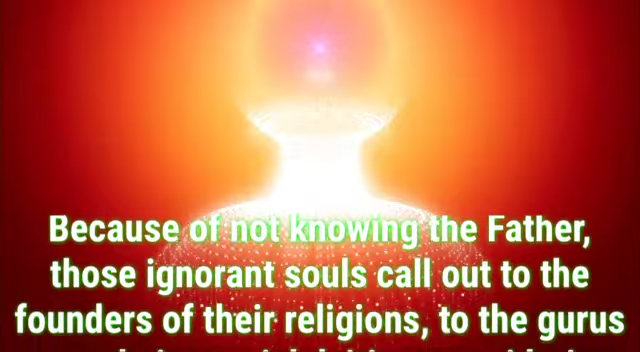 Because of not knowing the Father,
those ignorant souls call out to the
founders of their religions, to the gurus